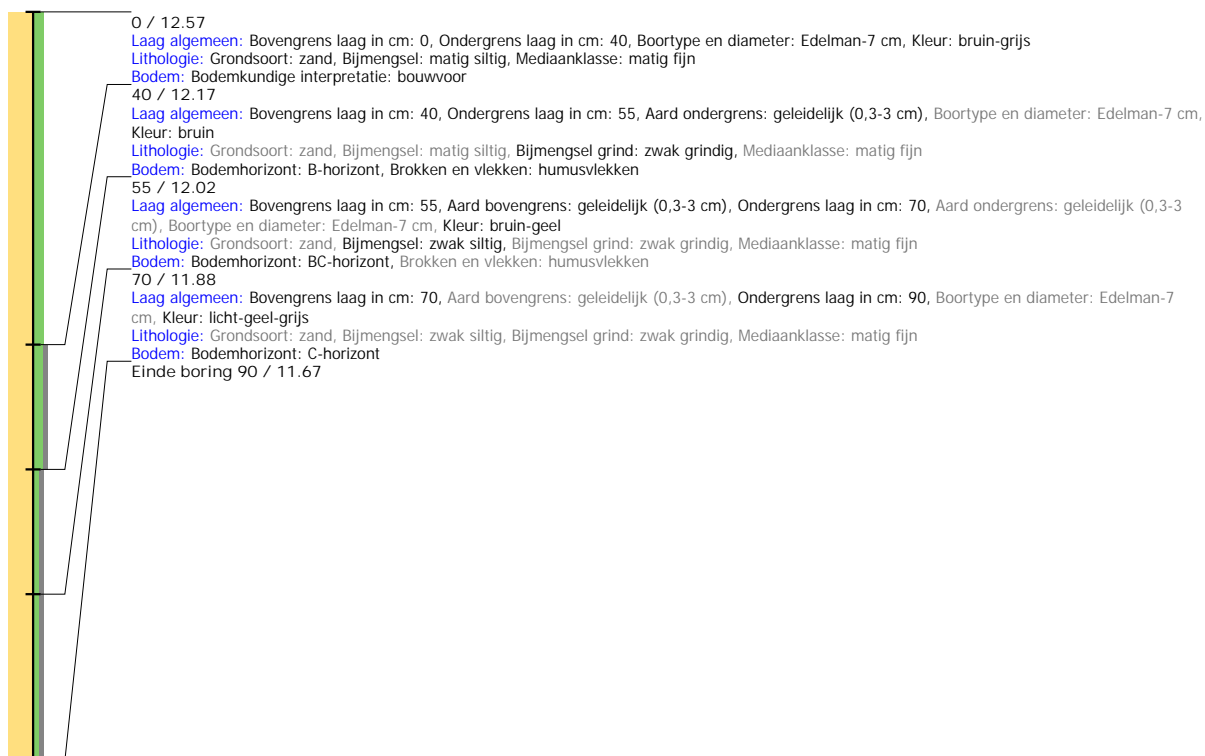 0 / 12.57
Laag algemeen: Bovengrens laag in cm: 0, Ondergrens laag in cm: 40, Boortype en diameter: Edelman-7 cm, Kleur: bruin-grijs
Lithologie: Grondsoort: zand, Bijmengsel: matig siltig, Mediaanklasse: matig fijn
Bodem: Bodemkundige interpretatie: bouwvoor
40 / 12.17
Laag algemeen: Bovengrens laag in cm: 40, Ondergrens laag in cm: 55, Aard ondergrens: geleidelijk (0,3-3 cm), Boortype en diameter: Edelman-7 cm,
Kleur: bruin
Lithologie: Grondsoort: zand, Bijmengsel: matig siltig, Bijmengsel grind: zwak grindig, Mediaanklasse: matig fijn
Bodem: Bodemhorizont: B-horizont, Brokken en vlekken: humusvlekken
55 / 12.02
Laag algemeen: Bovengrens laag in cm: 55, Aard bovengrens: geleidelijk (0,3-3 cm), Ondergrens laag in cm: 70, Aard ondergrens: geleidelijk (0,3-3
cm), Boortype en diameter: Edelman-7 cm, Kleur: bruin-geel
Lithologie: Grondsoort: zand, Bijmengsel: zwak siltig, Bijmengsel grind: zwak grindig, Mediaanklasse: matig fijn
Bodem: Bodemhorizont: BC-horizont, Brokken en vlekken: humusvlekken
70 / 11.88
Laag algemeen: Bovengrens laag in cm: 70, Aard bovengrens: geleidelijk (0,3-3 cm), Ondergrens laag in cm: 90, Boortype en diameter: Edelman-7
cm, Kleur: licht-geel-grijs
Lithologie: Grondsoort: zand, Bijmengsel: zwak siltig, Bijmengsel grind: zwak grindig, Mediaanklasse: matig fijn
Bodem: Bodemhorizont: C-horizont
Einde boring 90 / 11.67